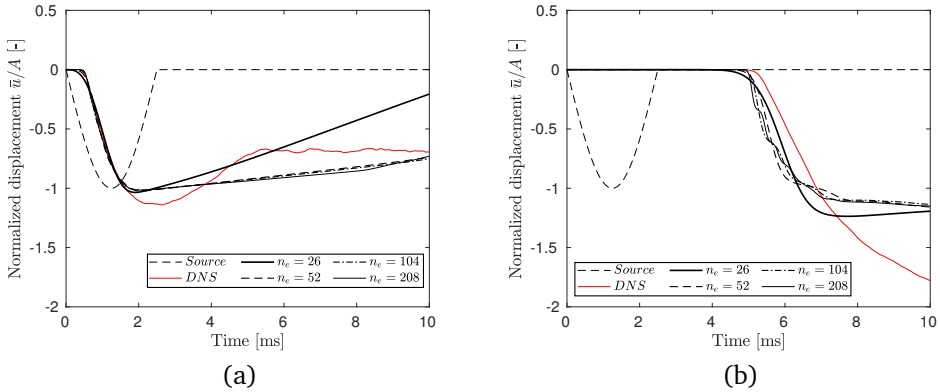 0.5
0
-0.5
-1
-1.5
-2
Normalized displacement ū/A [-]
Source
DNS
n_e = 26
n_e = 52
n_e = 104
n_e = 208
0 2 4 6 8 10
Time [ms]
(a)
0.5
0
-0.5
-1
-1.5
-2
Normalized displacement ū/A [-]
Source
DNS
n_e = 26
n_e = 52
n_e = 104
n_e = 208
0 2 4 6 8 10
Time [ms]
(b)